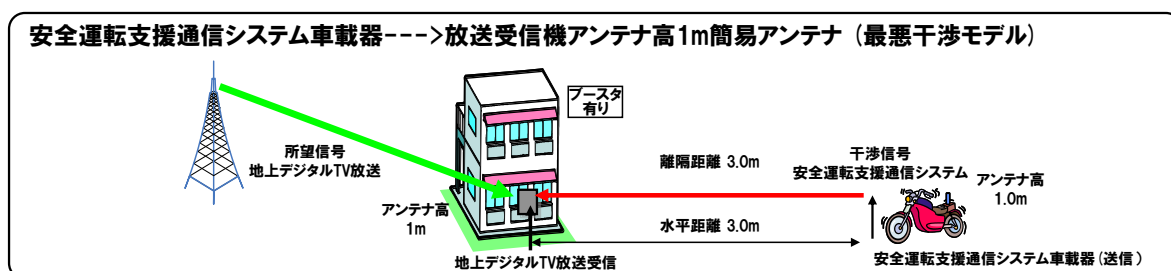 安全運転支援通信システム車載器--->放送受信機アンテナ高1m簡易アンテナ（最悪干渉モデル）
ブースタ
有り
所望信号
地上デジタルTV放送
離隔距離 3.0m
干渉信号
安全運転支援通信システム
アンテナ高
1.0m
アンテナ高
1m
水平距離 3.0m
地上デジタルTV放送受信
安全運転支援通信システム車載器(送信)